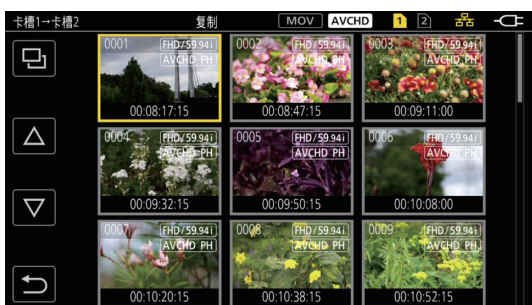 卡槽1→卡槽2 复制 MOV AVCHD 1 2
0001 FHD/59.94i 0002 FHD/59.94i 0003 FHD/59.94i
AVCHD PH AVCHD PH AVCHD PH
00:08:17:15 00:08:47:15 00:09:11:00
0004 FHD/59.94i 0005 FHD/59.94i 0006 FHD/59.94i
AVCHD PH AVCHD PH AVCHD PH
00:09:32:15 00:09:50:15 00:10:08:00
0007 FHD/59.94i 0008 FHD/59.94i 0009 FHD/59.94i
AVCHD PH AVCHD PH AVCHD PH
00:10:20:15 00:10:38:15 00:10:52:15